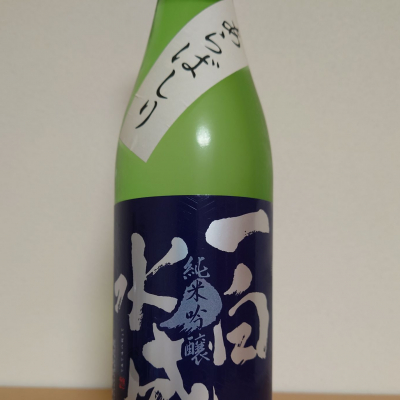 あらばしり
一白
水成
純米吟醸